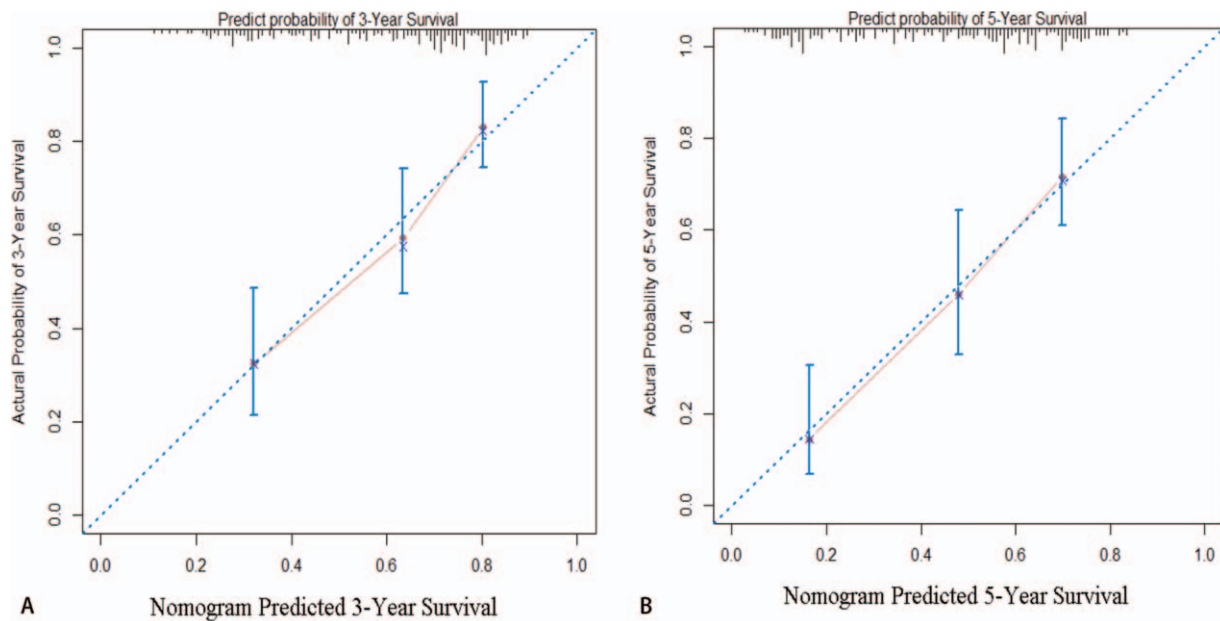 Predict probability of 3-Year Survival
Actural Probability of 3-Year Survival
1.0
0.8
0.6
0.4
0.2
0.0
0.0 0.2 0.4 0.6 0.8 1.0
A Nomogram Predicted 3-Year Survival
Predict probability of 5-Year Survival
Actural Probability of 5-Year Survival
1.0
0.8
0.6
0.4
0.2
0.0
0.0 0.2 0.4 0.6 0.8 1.0
B Nomogram Predicted 5-Year Survival